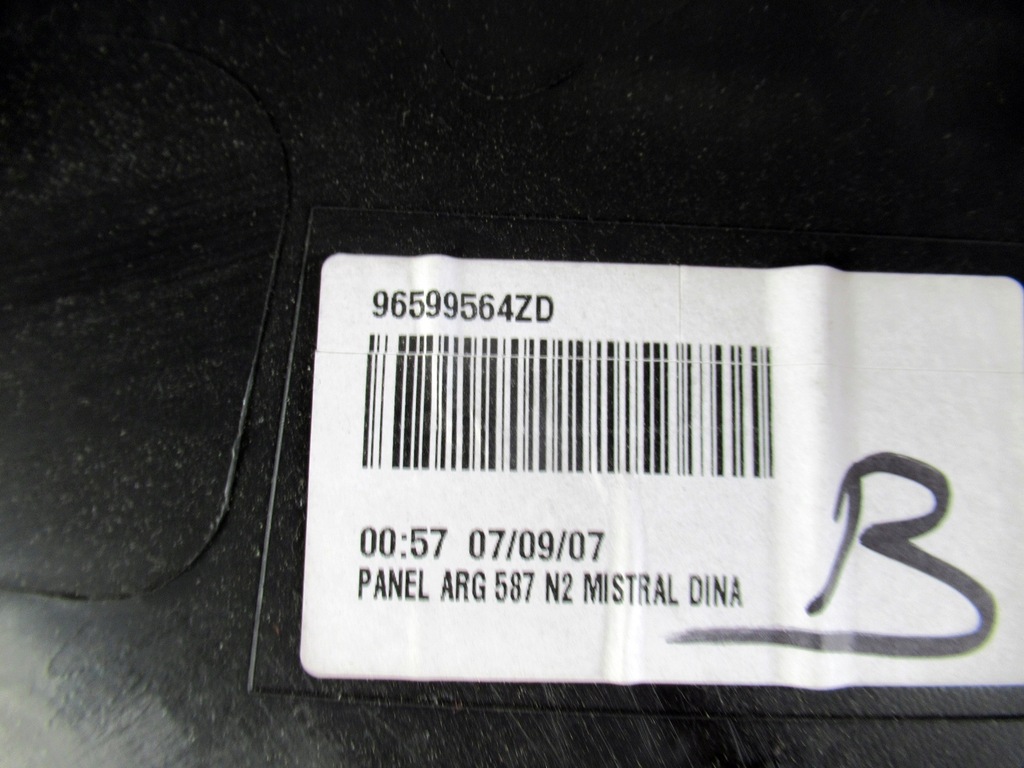 96599564ZD
00:57 07/09/07
PANEL ARG 587 N2 MISTRAL DINA
B